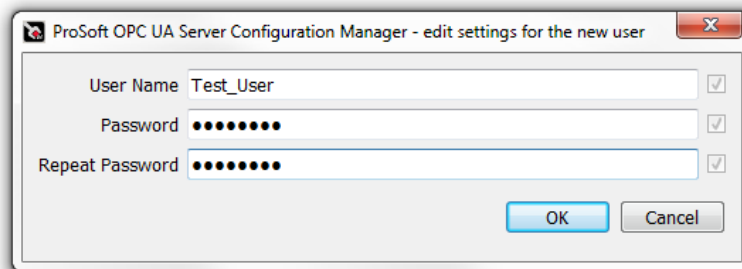 ProSoft OPC UA Server Configuration Manager - edit settings for the new user
User Name Test_User
Password ●●●●●●●●
Repeat Password ●●●●●●●●
OK Cancel